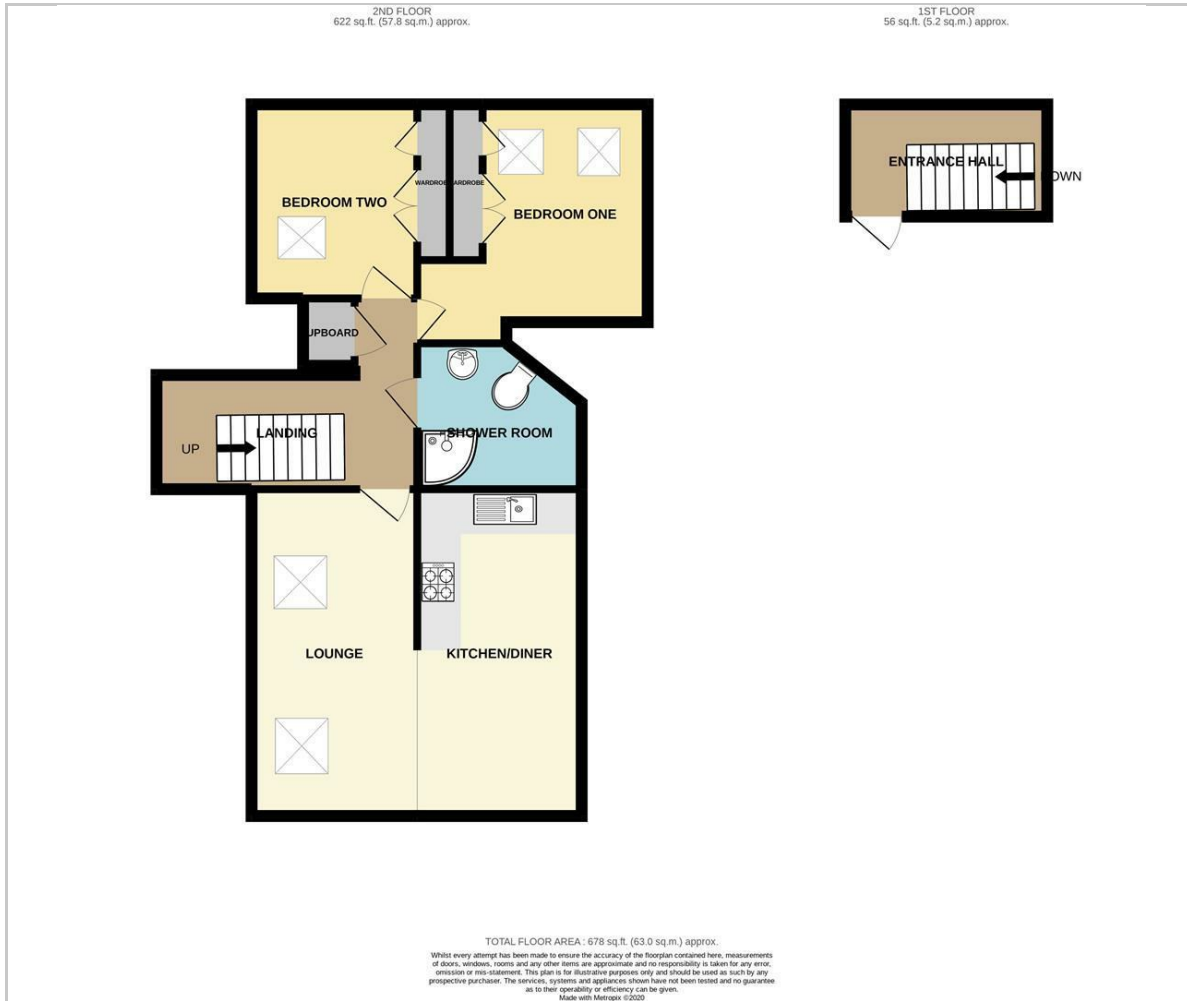 2ND FLOOR
622 sq.ft. (57.8 sq.m.) approx.
1ST FLOOR
56 sq.ft. (5.2 sq.m.) approx.
WARDROBE
ARDROBE
BEDROOM TWO
BEDROOM ONE
ENTRANCE HALL
DOWN
UPBOARD
LANDING
UP
SHOWER ROOM
LOUNGE
KITCHEN/DINER
TOTAL FLOOR AREA : 678 sq.ft. (63.0 sq.m.) approx.
Whilst every attempt has been made to ensure the accuracy of the floorplan contained here, measurements
of doors, windows, rooms and any other items are approximate and no responsibility is taken for any error,
omission or mis-statement. This plan is for illustrative purposes only and should be used as such by any
prospective purchaser. The services, systems and appliances shown have not been tested and no guarantee
as to their operability or efficiency can be given.
Made with Metropix ©2020